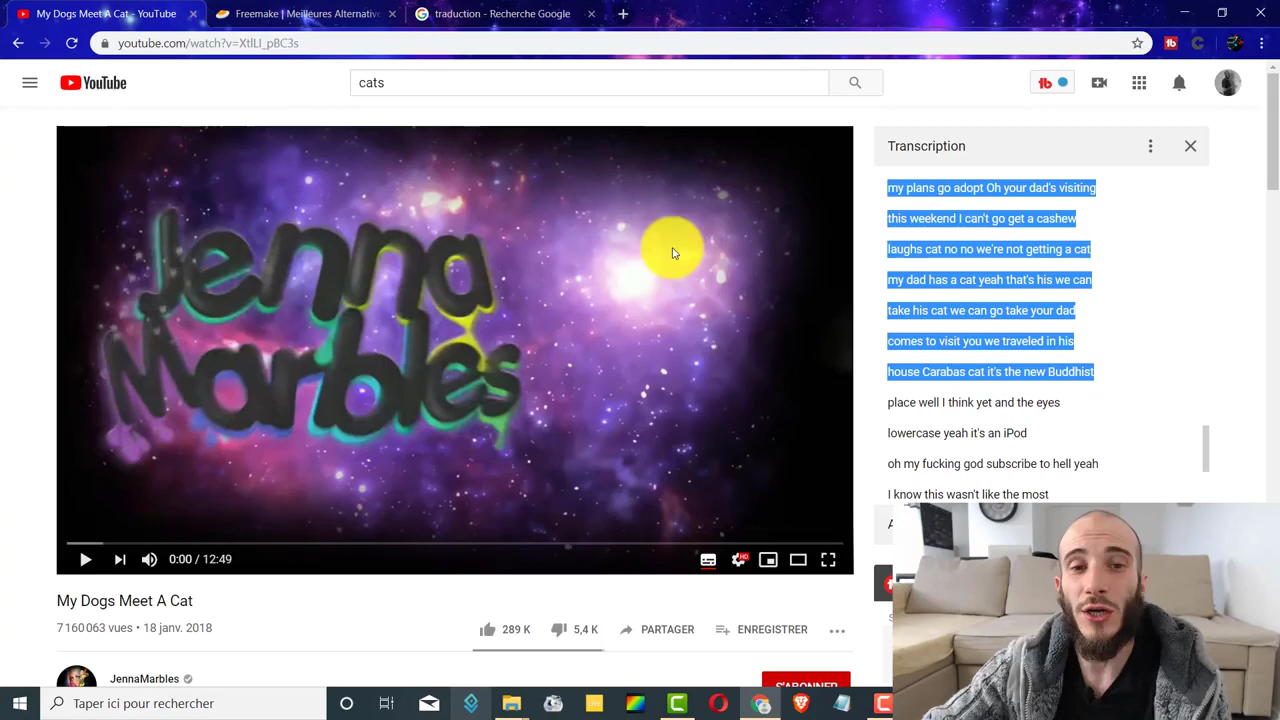 My Dogs Meet A Cat - YouTube
Freemake | Meilleures Alternative
traduction - Recherche Google
youtube.com/watch?v=XtlLI_pBC3s
YouTube
cats
Transcription
my plans go adopt Oh your dad's visiting
this weekend I can't go get a cashew
laughs cat no no we're not getting a cat
my dad has a cat yeah that's his we can
take his cat we can go take your dad
comes to visit you we traveled in his
house Carabas cat it's the new Buddhist
place well I think yet and the eyes
lowercase yeah it's an iPod
oh my fucking god subscribe to hell yeah
I know this wasn't like the most
Jenna
Marbles
0:00 / 12:49
HD
My Dogs Meet A Cat
7 160 063 vues • 18 janv. 2018
289 K
5,4 K
PARTAGER
ENREGISTRER
JennaMarbles
S'ABONNER
Taper ici pour rechercher